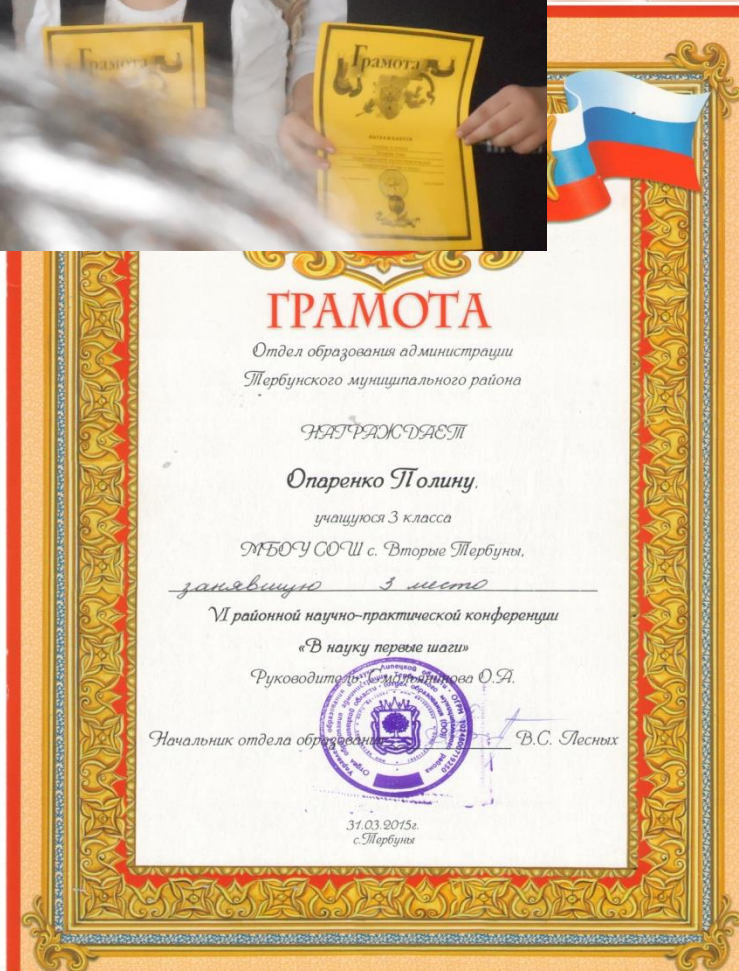 Грамота
Грамота
НАГРАЖДАЕТСЯ
ГРАМОТА
Отдел образования администрации
Тербунского муниципального района
НАГРАЖДАЕТ
Опаренко Полину,
учащуюся 3 класса
МБОУ СОШ с. Вторые Тербуны,
занявшую 3 место
VI районной научно-практической конференции
«В науку первые шаги»
Руководитель О.А.
Начальник отдела образования В.С. Лесных
31.03.2015г.
с.Тербуны